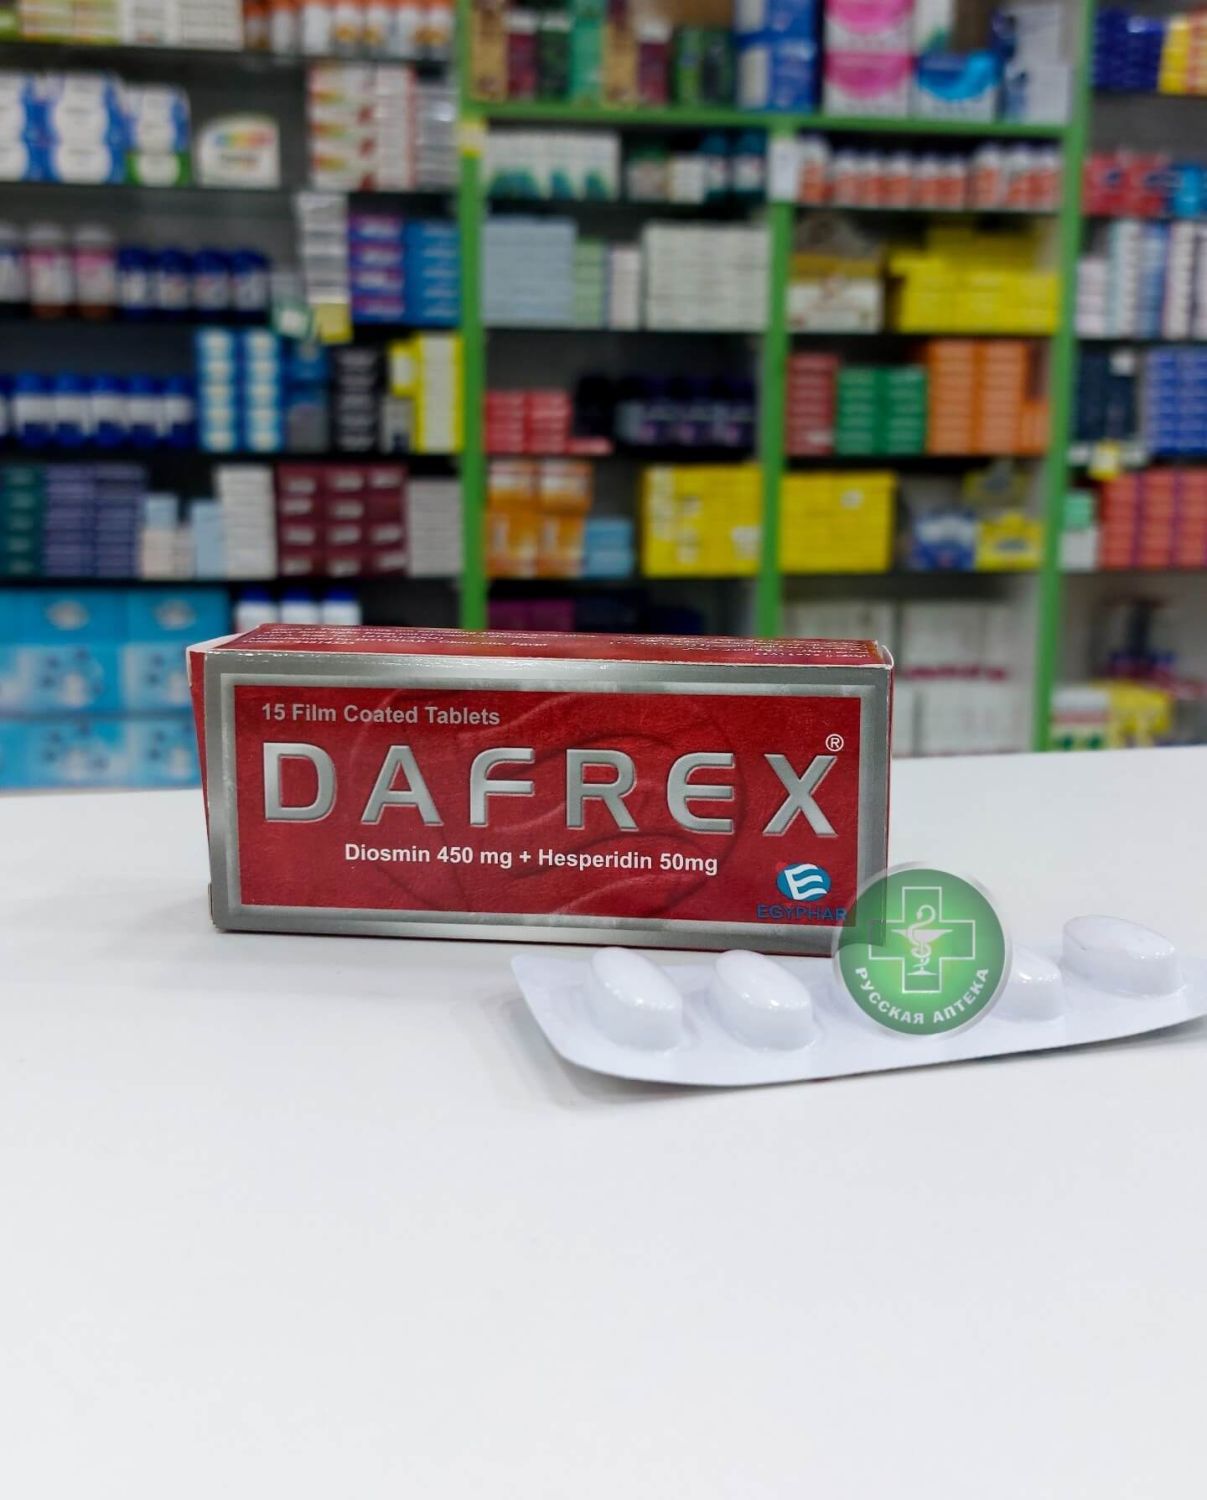 15 Film Coated Tablets
DAFREX®
Diosmin 450 mg + Hesperidin 50mg
EGYPHAR
РУССКАЯ АПТЕКА